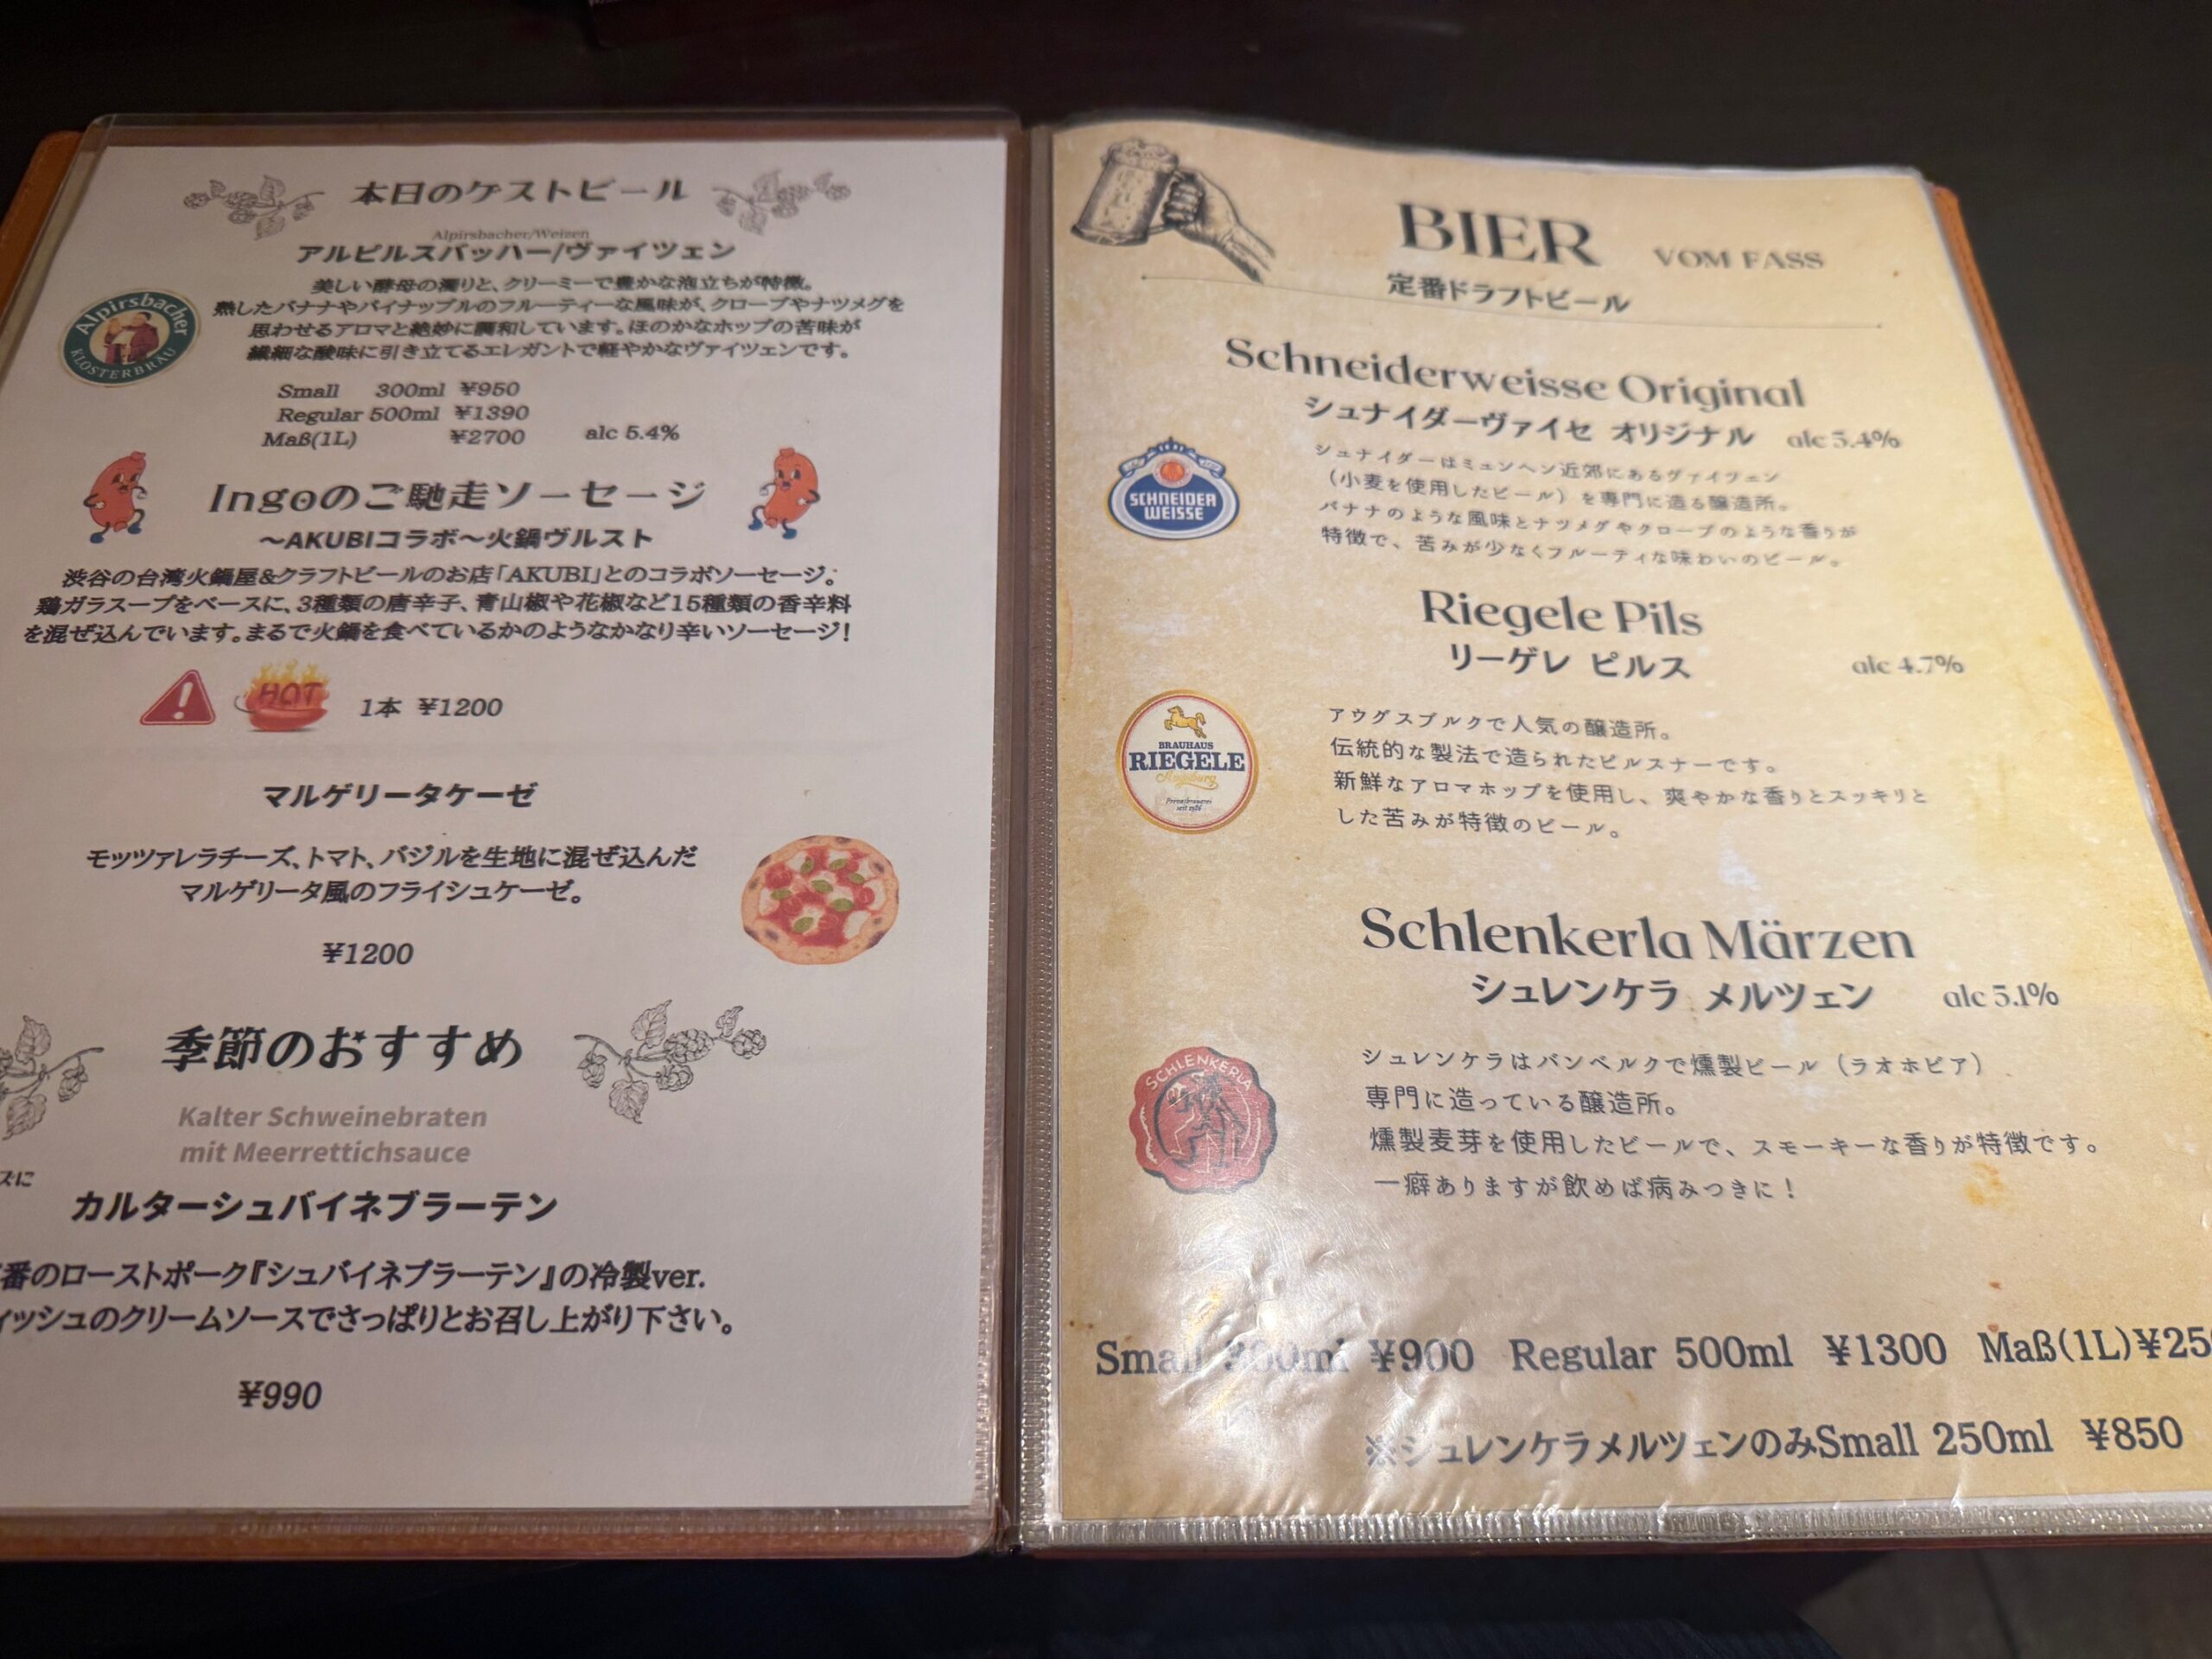 本日のゲストビール
Alpirsbacher/Weizen
アルピルスバッハー/ヴァイツェン
美しい酵母の濁りと、クリーミーで豊かな泡立ちが特徴。
熟したバナナやパイナップルのフルーティーな風味が、クローブやナツメグを
思わせるアロマと絶妙に調和しています。ほのかなホップの苦味が
繊細な酸味に引き立てるエレガントで軽やかなヴァイツェンです。
Alpirsbacher
KLOSTERBRÄU
Small 300ml ¥950
Regular 500ml ¥1390
Maß(1L) ¥2700 alc 5.4%
Ingoのご馳走ソーセージ
～AKUBIコラボ～火鍋ヴルスト
渋谷の台湾火鍋屋&クラフトビールのお店「AKUBI」とのコラボソーセージ。
鶏ガラスープをベースに、3種類の唐辛子、青山椒や花椒など15種類の香辛料
を混ぜ込んでいます。まるで火鍋を食べているかのようなかなり辛いソーセージ!
HOT
1本 ¥1200
マルゲリータケーゼ
モッツァレラチーズ、トマト、バジルを生地に混ぜ込んだ
マルゲリータ風のフライシュケーゼ。
¥1200
季節のおすすめ
Kalter Schweinebraten
mit Meerrettichsauce
ズに
カルターシュバイネブラーテン
番のローストポーク『シュバイネブラーテン』の冷製ver.
ィッシュのクリームソースでさっぱりとお召し上がり下さい。
¥990
BIER VOM FASS
定番ドラフトビール
Schneiderweisse Original
シュナイダーヴァイセ オリジナル alc 5.4%
SCHNEIDER
WEISSE
シュナイダーはミュンヘン近郊にあるヴァイツェン
（小麦を使用したビール）を専門に造る醸造所。
バナナのような風味とナツメグやクローブのような香りが
特徴で、苦みが少なくフルーティな味わいのビール。
Riegele Pils
リーゲレ ピルス alc 4.7%
BRAUHAUS
RIEGELE
Augsburg
アウグスブルクで人気の醸造所。
伝統的な製法で造られたピルスナーです。
新鮮なアロマホップを使用し、爽やかな香りとスッキリと
した苦みが特徴のビール。
Schlenkerla Märzen
シュレンケラ メルツェン alc 5.1%
SCHLENKERLA
シュレンケラはバンベルクで燻製ビール（ラオホビア）
専門に造っている醸造所。
燻製麦芽を使用したビールで、スモーキーな香りが特徴です。
一癖ありますが飲めば病みつきに！
Small 300ml ¥900 Regular 500ml ¥1300 Maß(1L)¥25
※シュレンケラメルツェンのみSmall 250ml ¥850